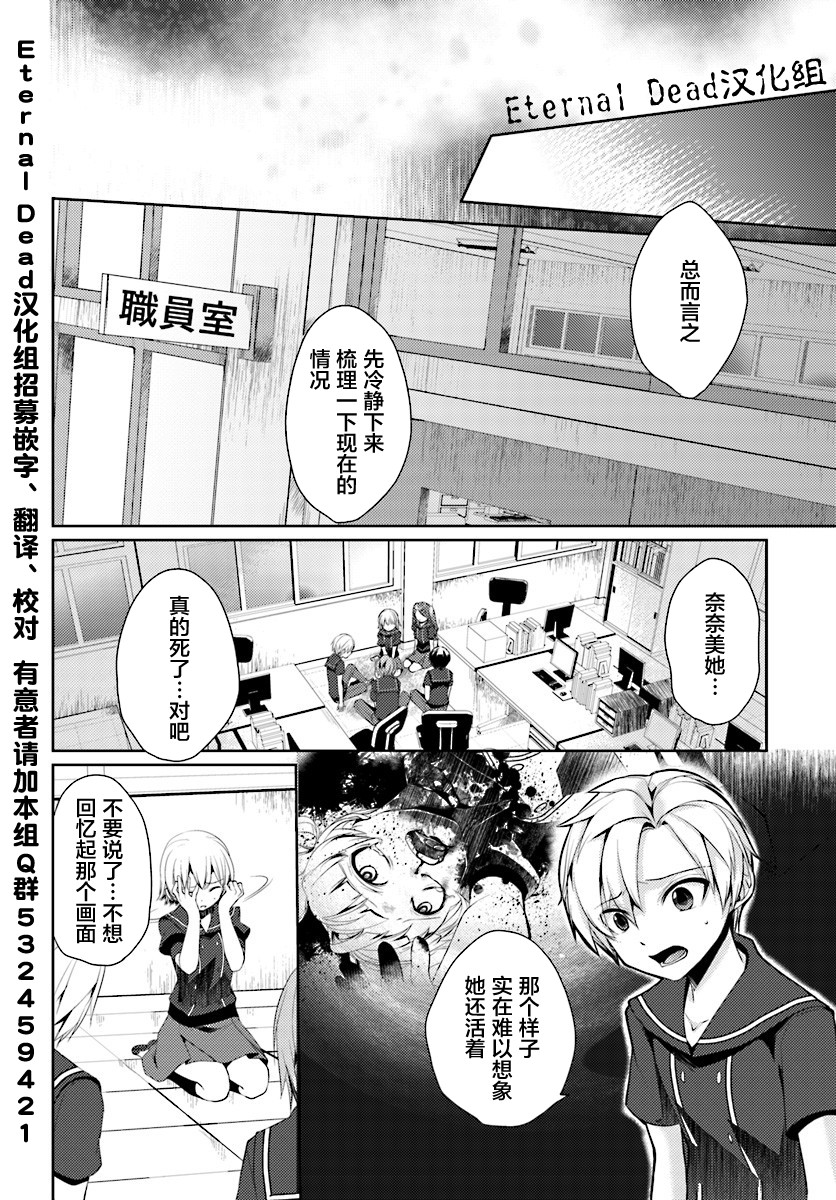 Eternal Dead汉化组
总而言之
先冷静下来
梳理一下现在的
情况
職員室
奈奈美她…
真的死了…对吧
那个样子
实在难以想象
她还活着
不要说了…不想
回忆起那个画面
Eternal Dead汉化组招募嵌字、翻译、校对 有意者请加本组Q群532459421